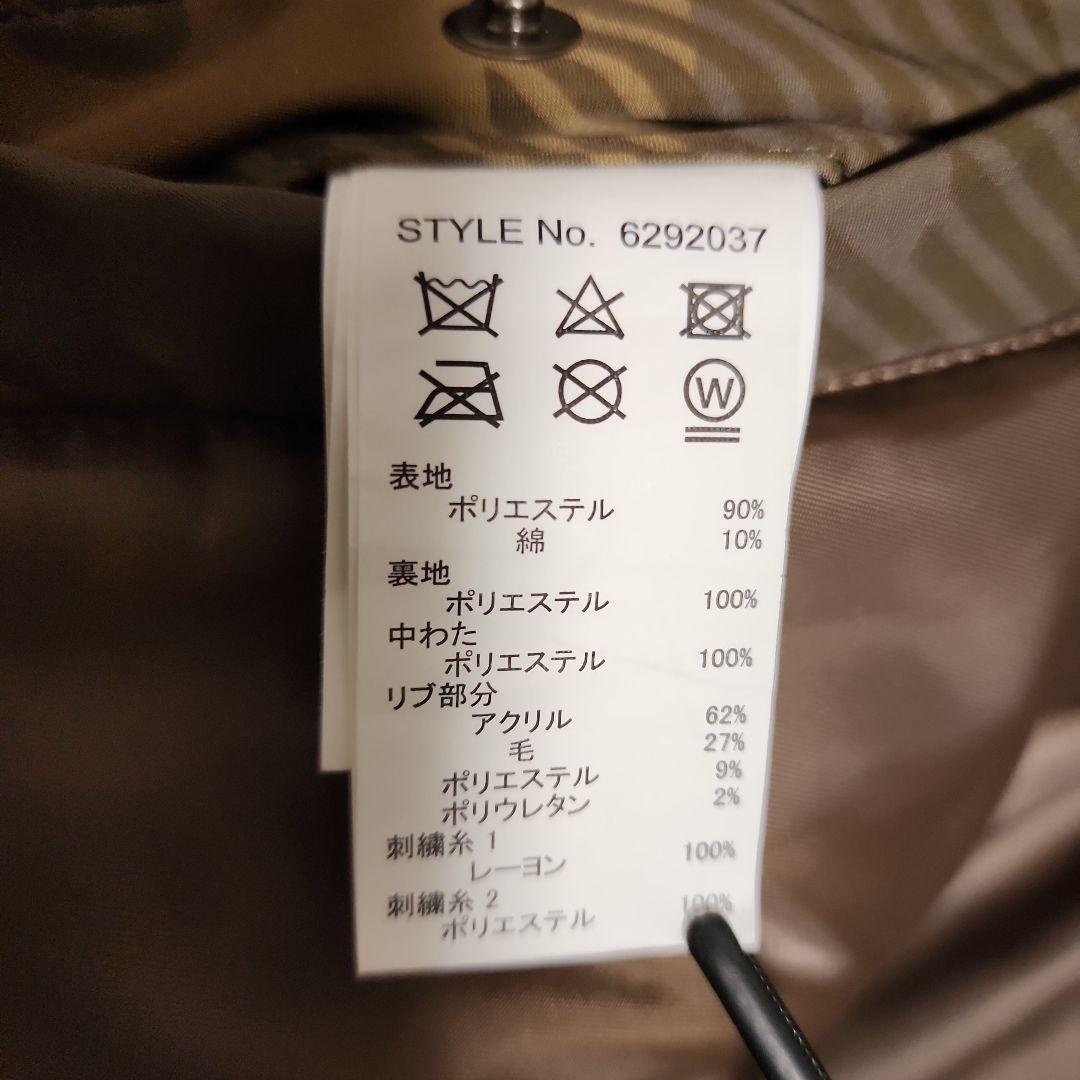 STYLE No. 6292037
W
表地
ポリエステル 90%
綿 10%
裏地
ポリエステル 100%
中わた
ポリエステル 100%
リブ部分
アクリル 62%
毛 27%
ポリエステル 9%
ポリウレタン 2%
刺繍糸 1
レーヨン 100%
刺繍糸 2
ポリエステル 100%